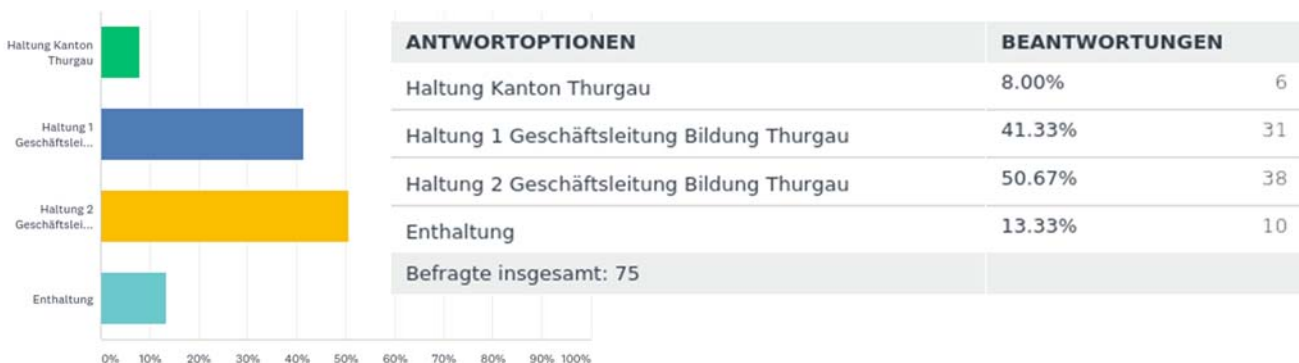 Haltung Kanton
Thurgau
Haltung 1
Geschäftslei...
Haltung 2
Geschäftslei...
Enthaltung
0% 10% 20% 30% 40% 50% 60% 70% 80% 90% 100%
ANTWORTOPTIONEN BEANTWORTUNGEN
Haltung Kanton Thurgau 8.00% 6
Haltung 1 Geschäftsleitung Bildung Thurgau 41.33% 31
Haltung 2 Geschäftsleitung Bildung Thurgau 50.67% 38
Enthaltung 13.33% 10
Befragte insgesamt: 75